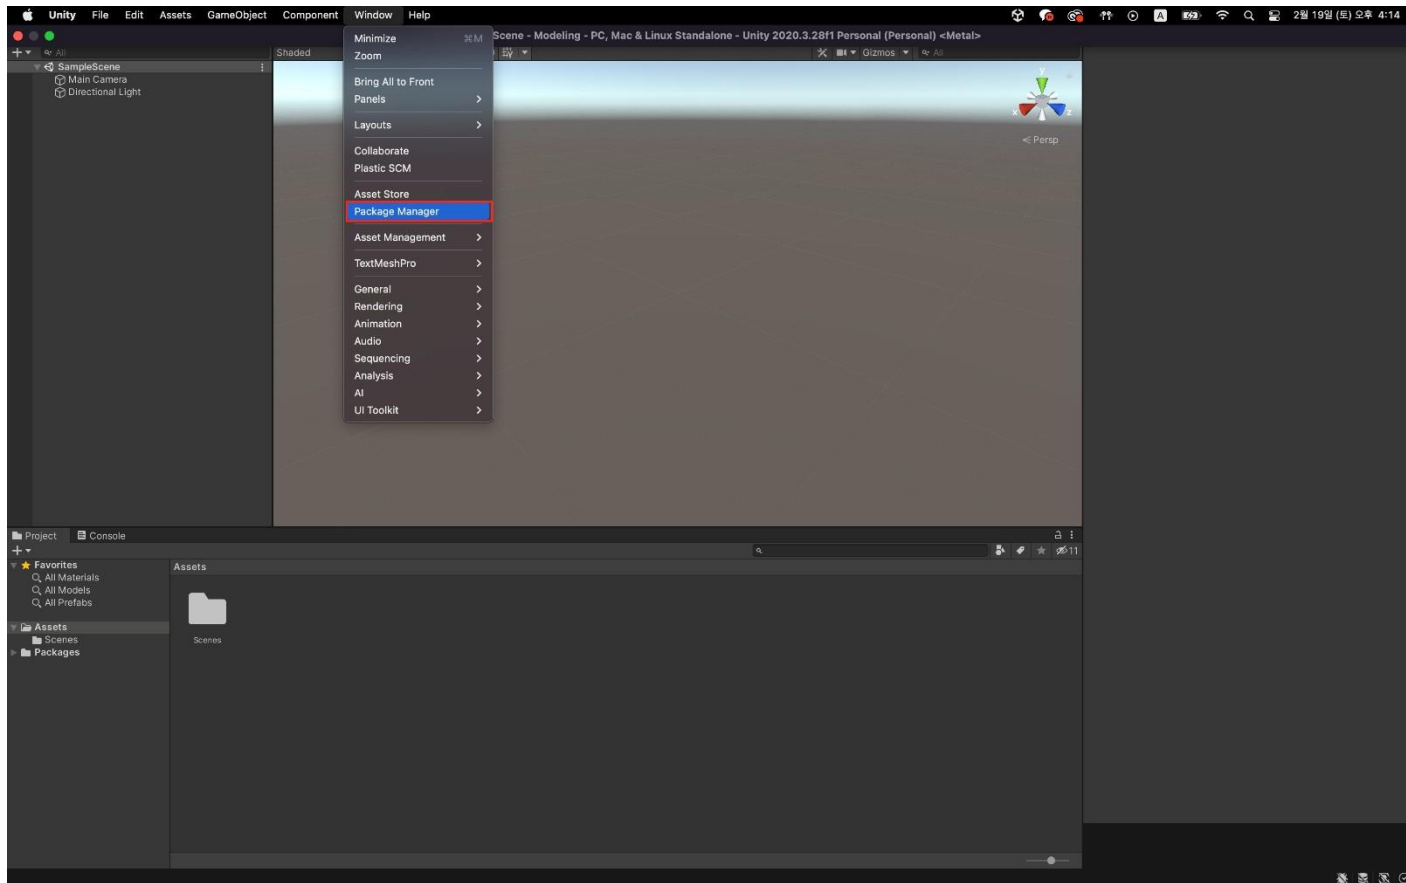 Unity File Edit Assets GameObject Component Window Help 2월 19일 (토) 오후 4:14
Scene - Modeling - PC, Mac & Linux Standalone - Unity 2020.3.28f1 Personal (Personal) <Metal>
All
Shaded
Gizmos
All
SampleScene
Main Camera
Directional Light
Minimize ⌘M
Zoom
Bring All to Front
Panels
Layouts
Collaborate
Plastic SCM
Asset Store
Package Manager
Asset Management
TextMeshPro
General
Rendering
Animation
Audio
Sequencing
Analysis
AI
UI Toolkit
y
x z
Persp
Project Console
11
Favorites
All Materials
All Models
All Prefabs
Assets
Scenes
Packages
Assets
Scenes